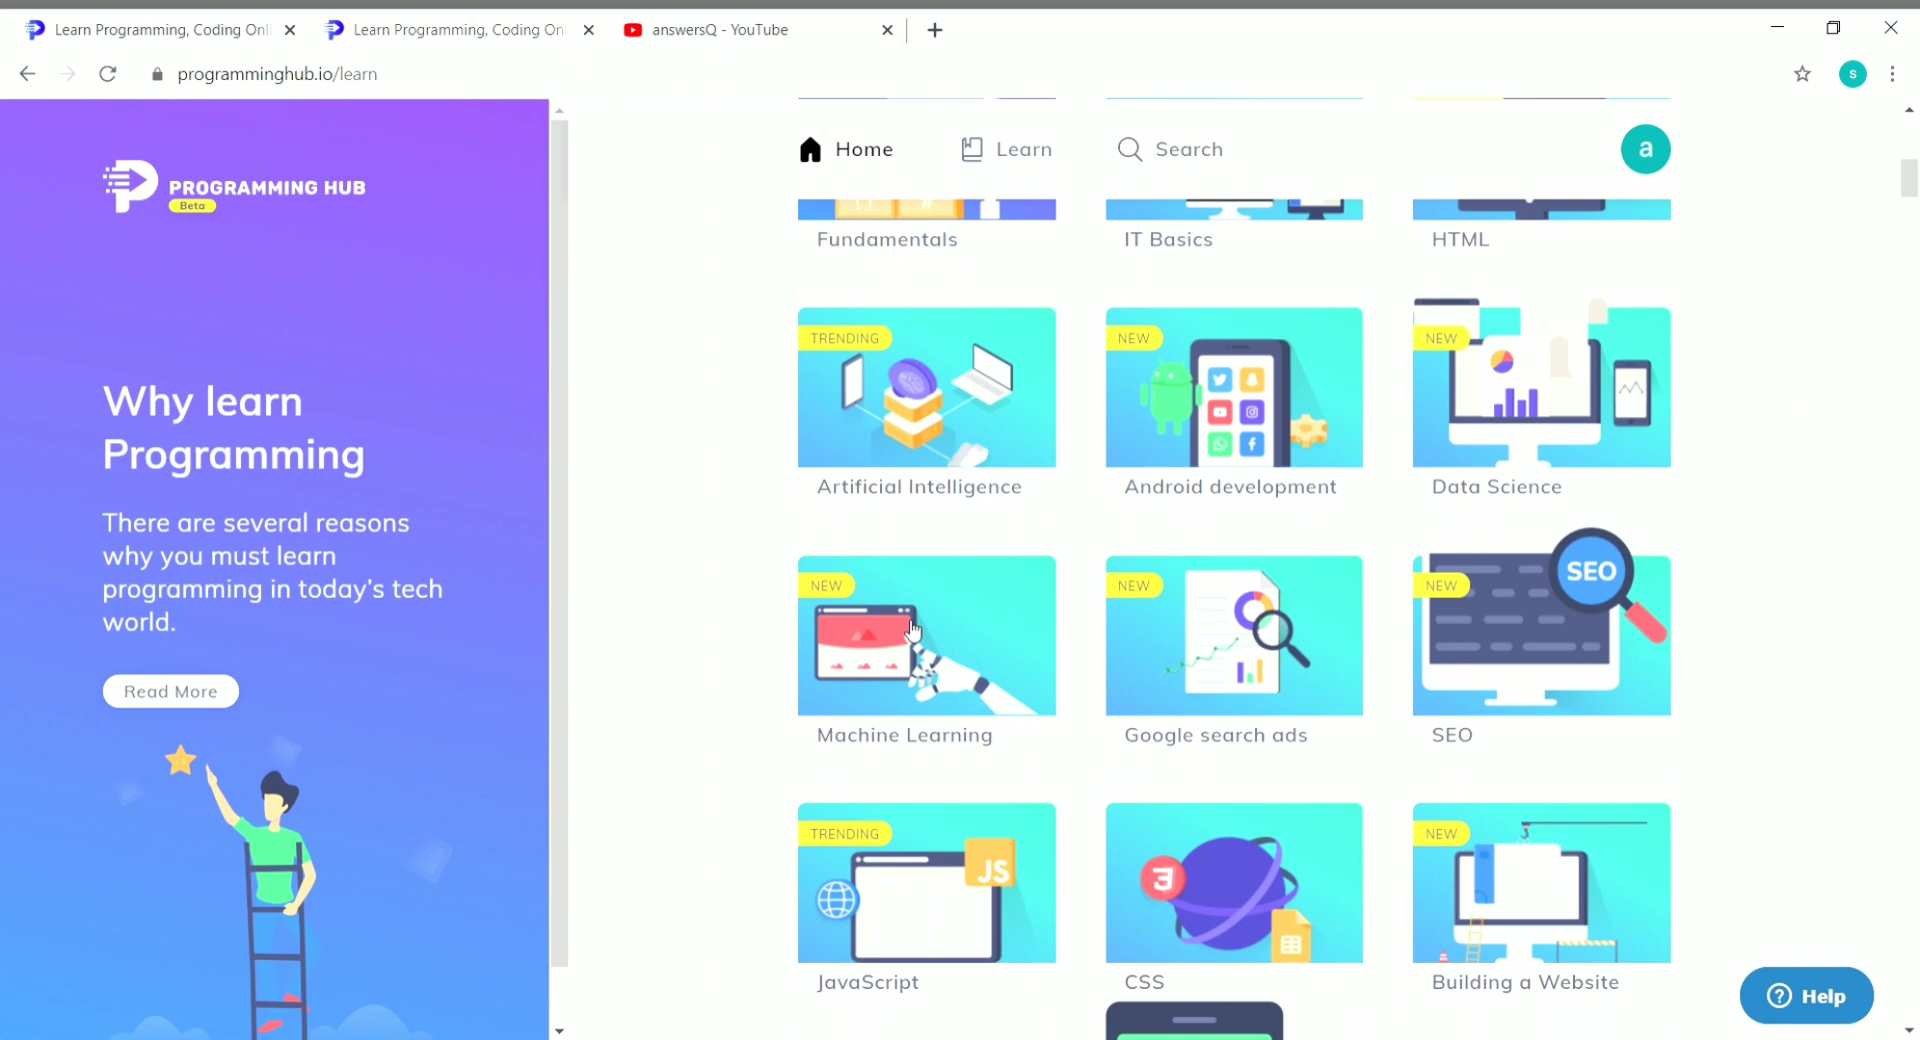 Learn Programming, Coding Onl
Learn Programming, Coding Onl
answersQ - YouTube
programminghub.io/learn
S
PROGRAMMING HUB
Beta
Home
Learn
Search
a
Why learn
Programming
There are several reasons
why you must learn
programming in today's tech
world.
Read More
Fundamentals
IT Basics
HTML
TRENDING
Artificial Intelligence
NEW
Android development
NEW
Data Science
NEW
Machine Learning
NEW
Google search ads
NEW
SEO
SEO
TRENDING
JS
JavaScript
3
CSS
NEW
Building a Website
? Help